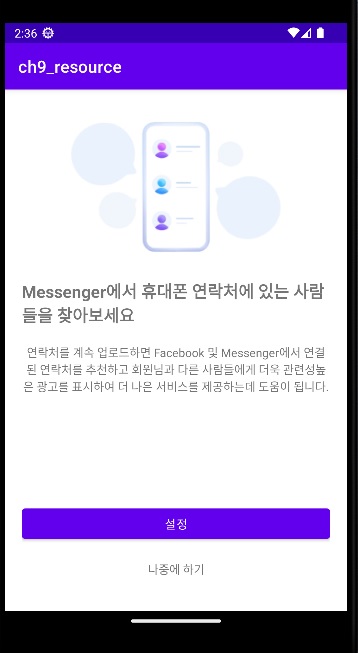 2:36
ch9_resource
Messenger에서 휴대폰 연락처에 있는 사람
들을 찾아보세요
연락처를 계속 업로드하면 Facebook 및 Messenger에서 연결
된 연락처를 추천하고 회원님과 다른 사람들에게 더욱 관련성높
은 광고를 표시하여 더 나은 서비스를 제공하는데 도움이 됩니다.
설정
나중에 하기